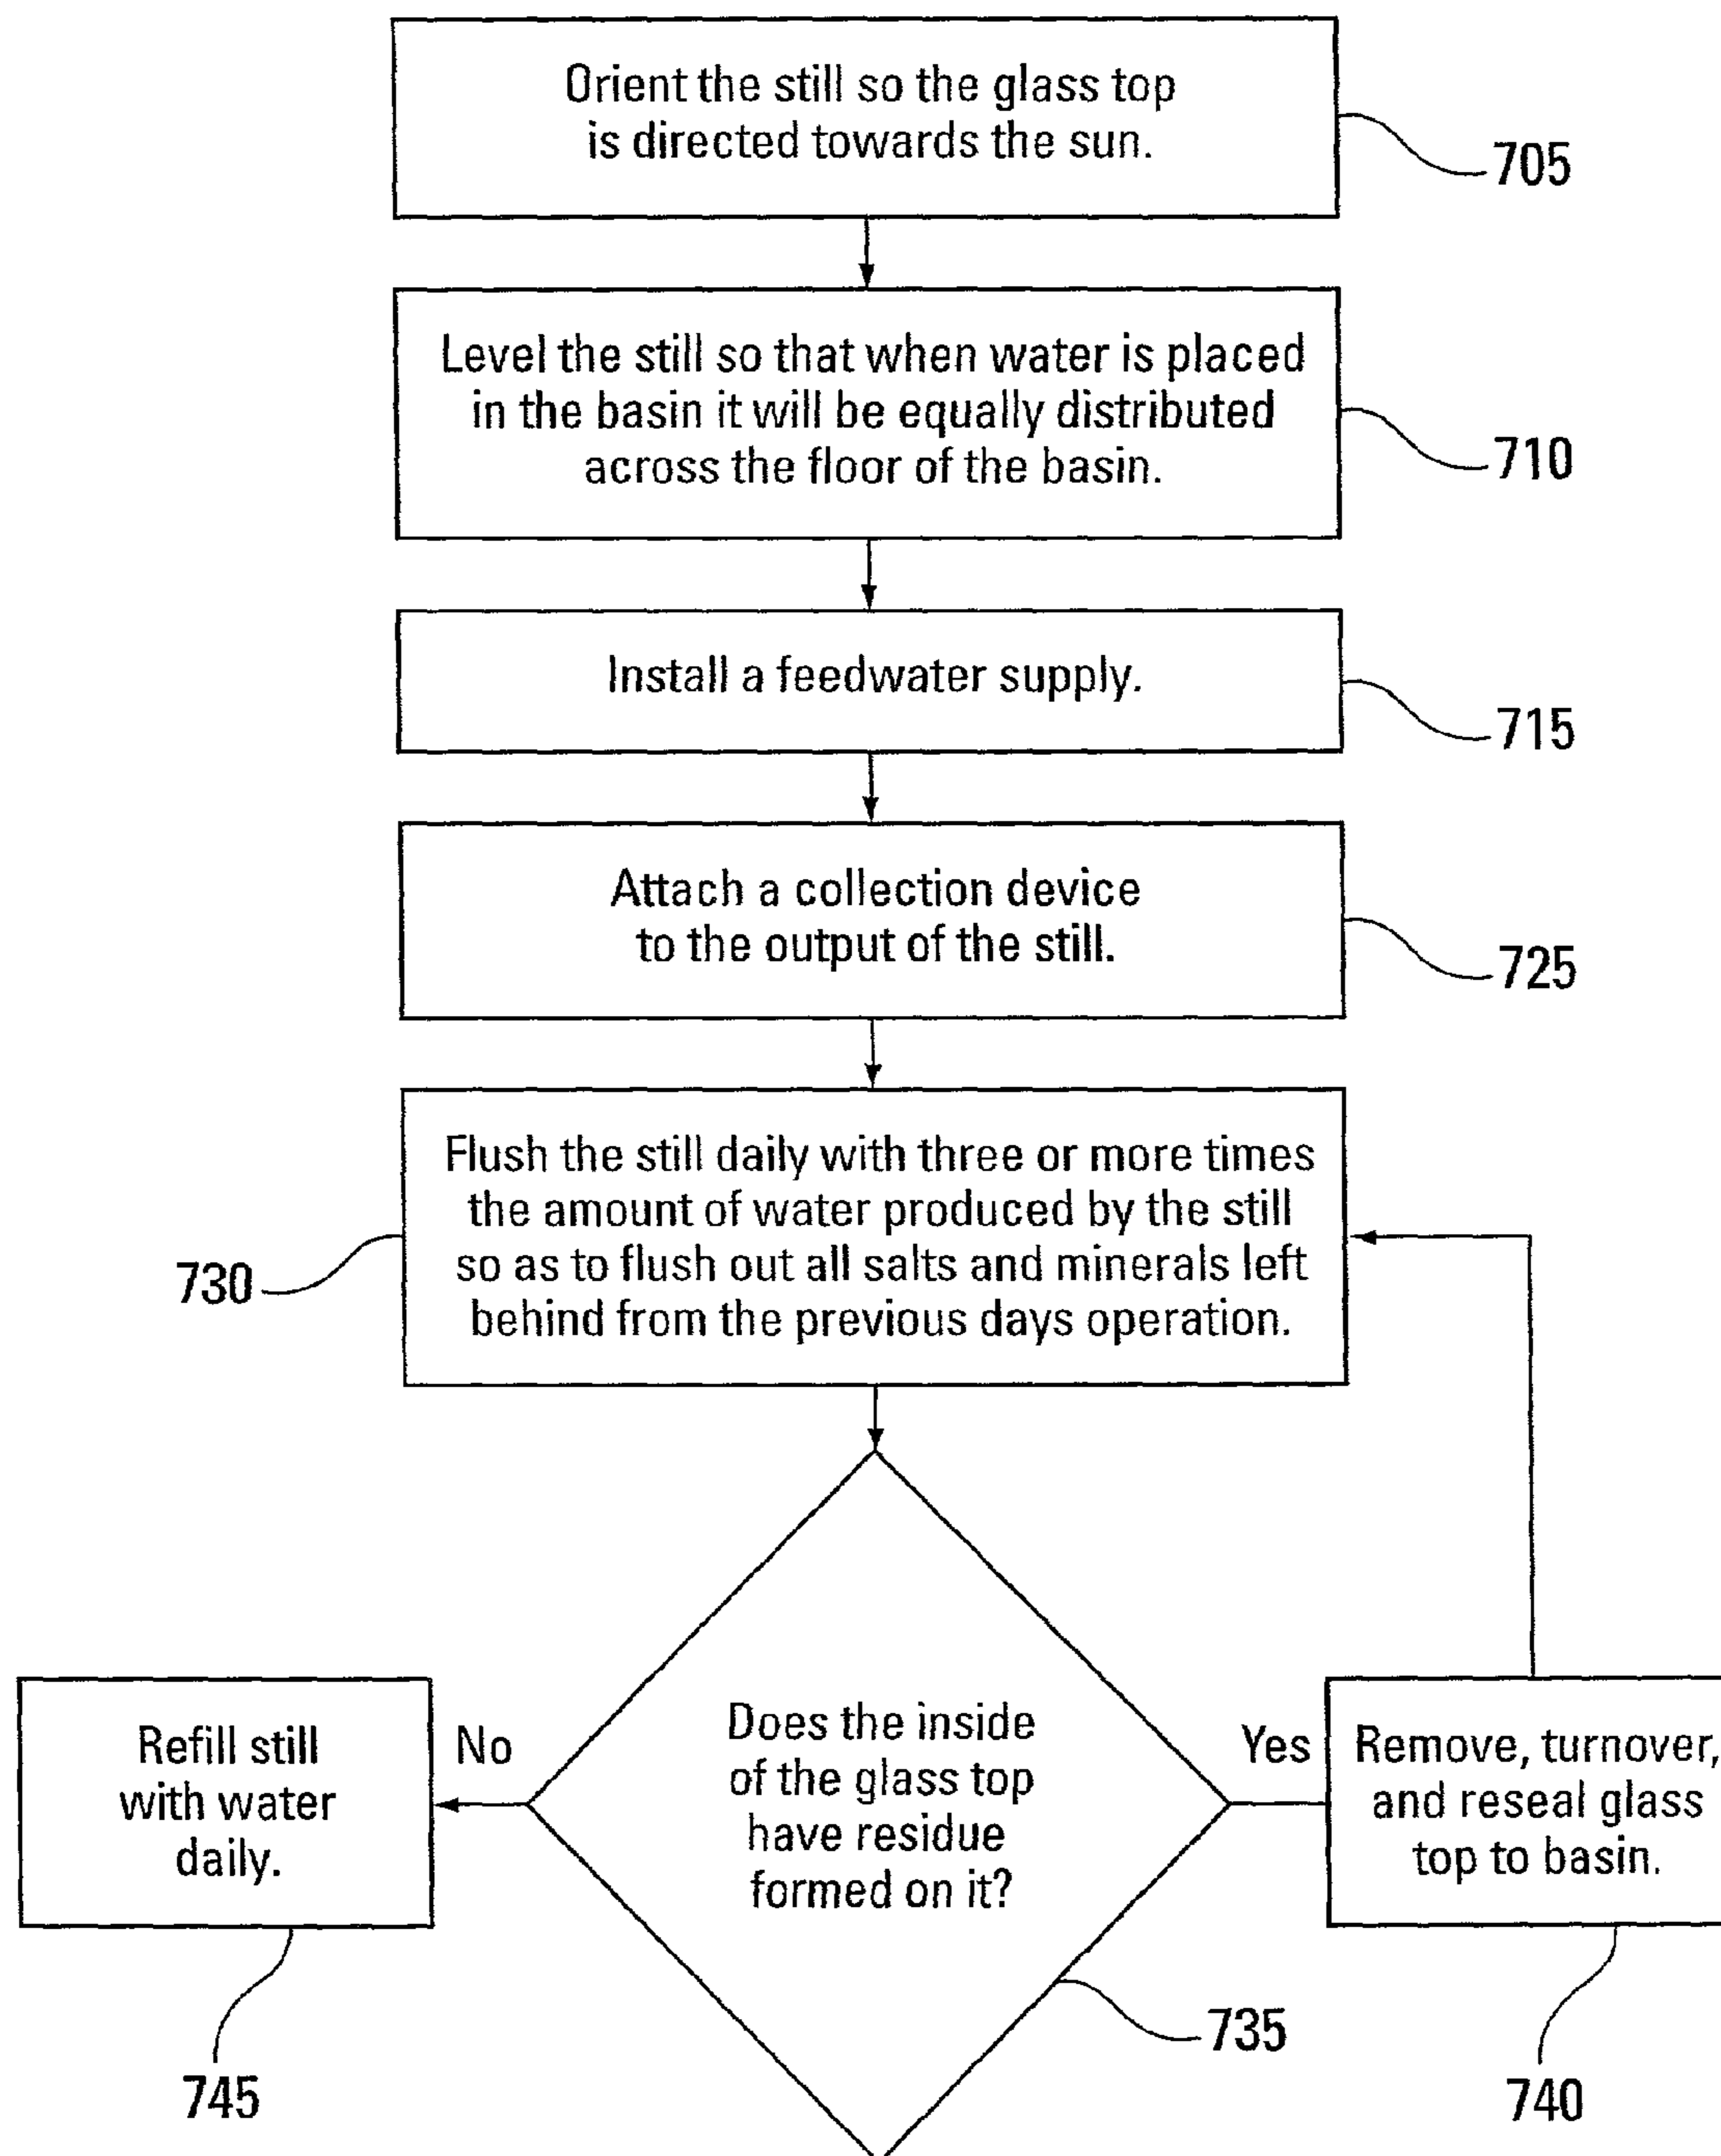 Orient the still so the glass top
is directed towards the sun.
705
Level the still so that when water is placed
in the basin it will be equally distributed
across the floor of the basin.
710
Install a feedwater supply.
715
Attach a collection device
to the output of the still.
725
Flush the still daily with three or more times
the amount of water produced by the still
so as to flush out all salts and minerals left
behind from the previous days operation.
730
Does the inside
of the glass top
have residue
formed on it?
735
No
Refill still
with water
daily.
745
Yes
Remove, turnover,
and reseal glass
top to basin.
740